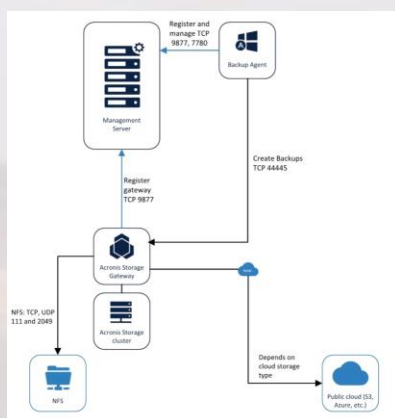 Register and
manage TCP
9877, 7780
Backup Agent
Management
Server
Create Backups
TCP 44445
Register
gateway
TCP 9877
Acronis Storage
Gateway
NFS: TCP, UDP
111 and 2049
Acronis Storage
cluster
Depends on
cloud storage
type
NFS
Public cloud (S3,
Azure, etc.)